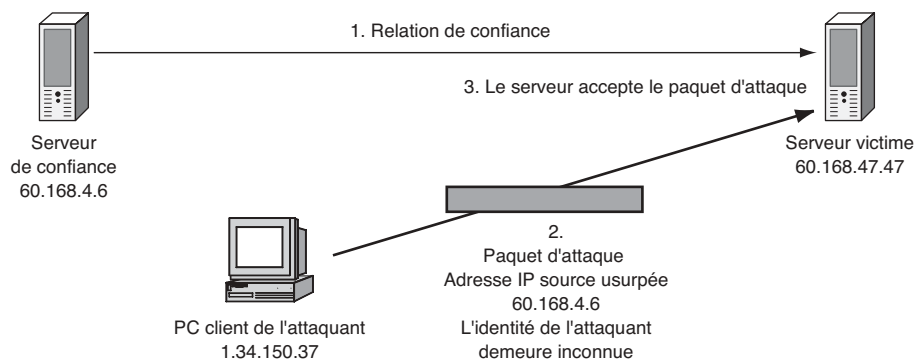 1. Relation de confiance
3. Le serveur accepte le paquet d'attaque
Serveur
de confiance
60.168.4.6
Serveur victime
60.168.47.47
2.
Paquet d'attaque
Adresse IP source usurpée
60.168.4.6
L'identité de l'attaquant
demeure inconnue
PC client de l'attaquant
1.34.150.37